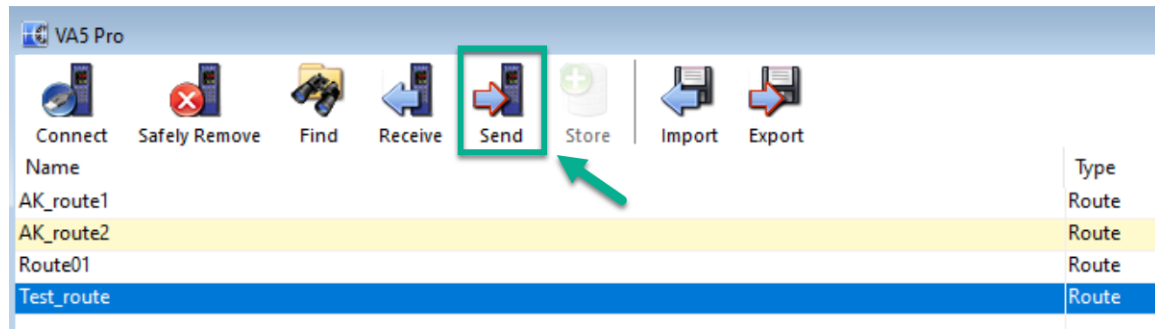 VA5 Pro
Connect Safely Remove Find Receive Send Store Import Export
Name Type
AK_route1 Route
AK_route2 Route
Route01 Route
Test_route Route